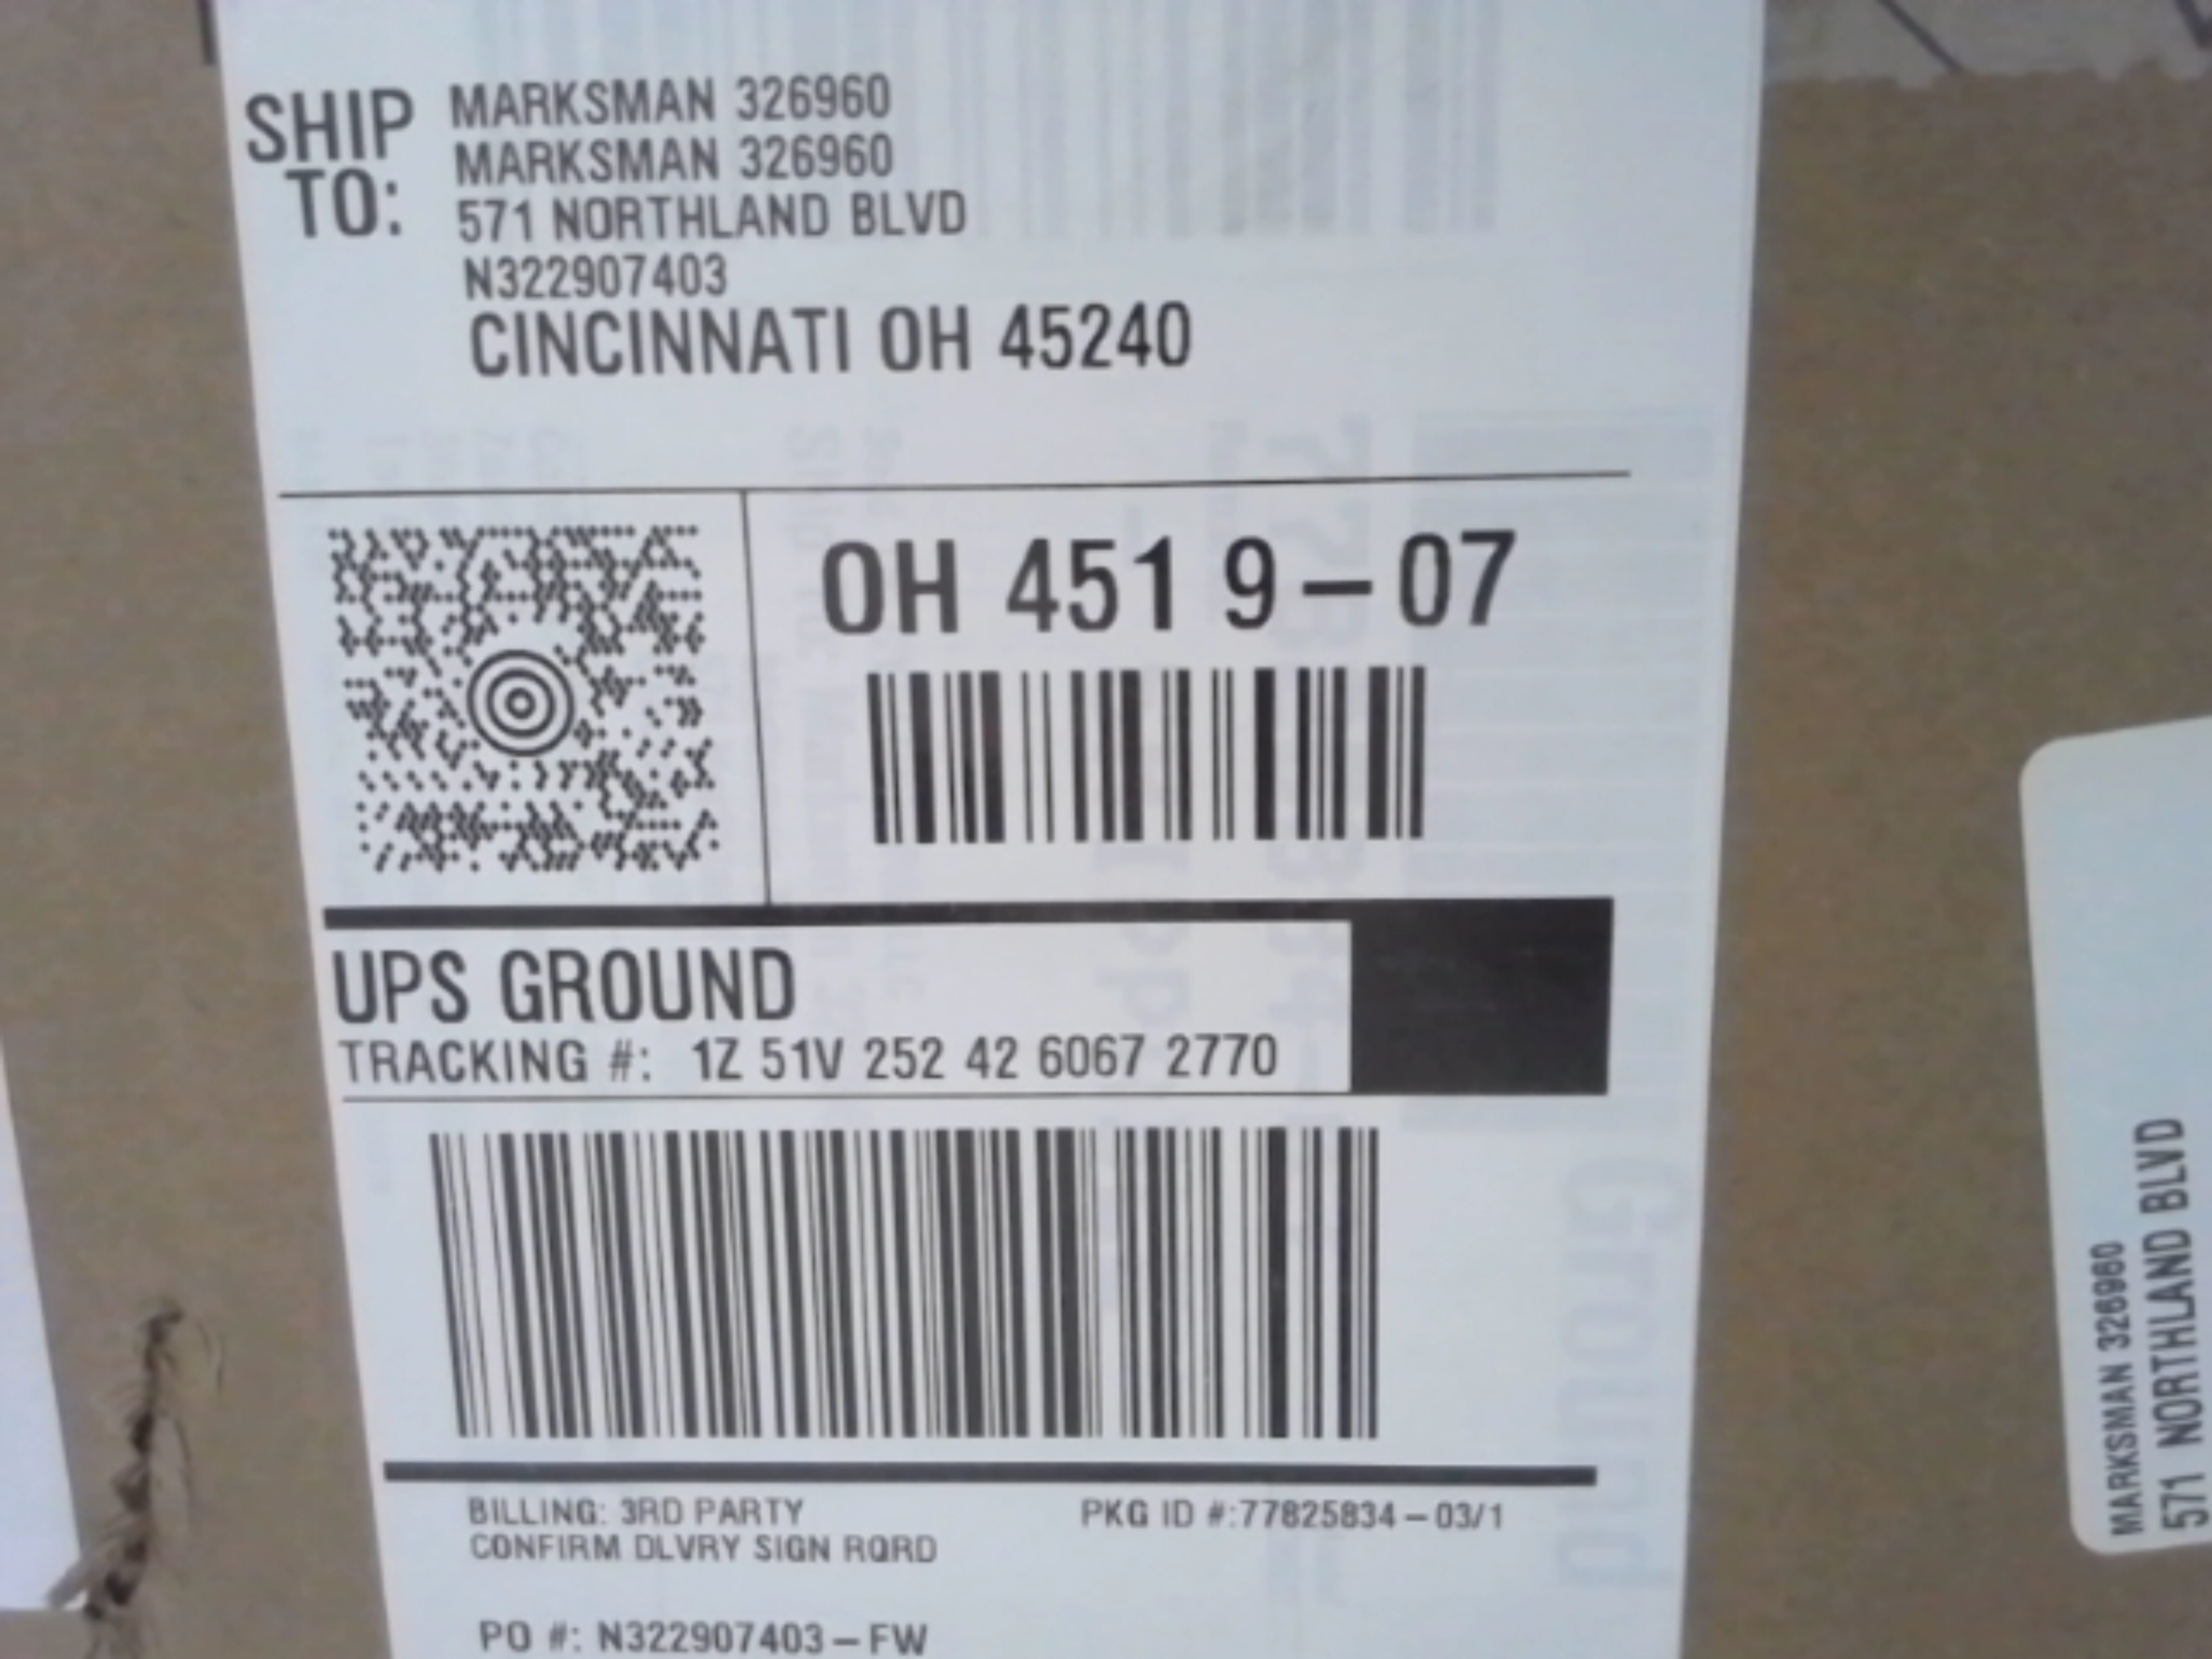 SHIP TO:
MARKSMAN 326960
MARKSMAN 326960
571 NORTHLAND BLVD
N322907403
CINCINNATI OH 45240
OH 451 9-07
UPS GROUND
TRACKING #: 1Z 51V 252 42 6067 2770
BILLING: 3RD PARTY
PKG ID #:77825834-03/1
CONFIRM DLVRY SIGN RQRD
PO #: N322907403-FW
MARKSMAN 326960
571 NORTHLAND BLVD
Ground